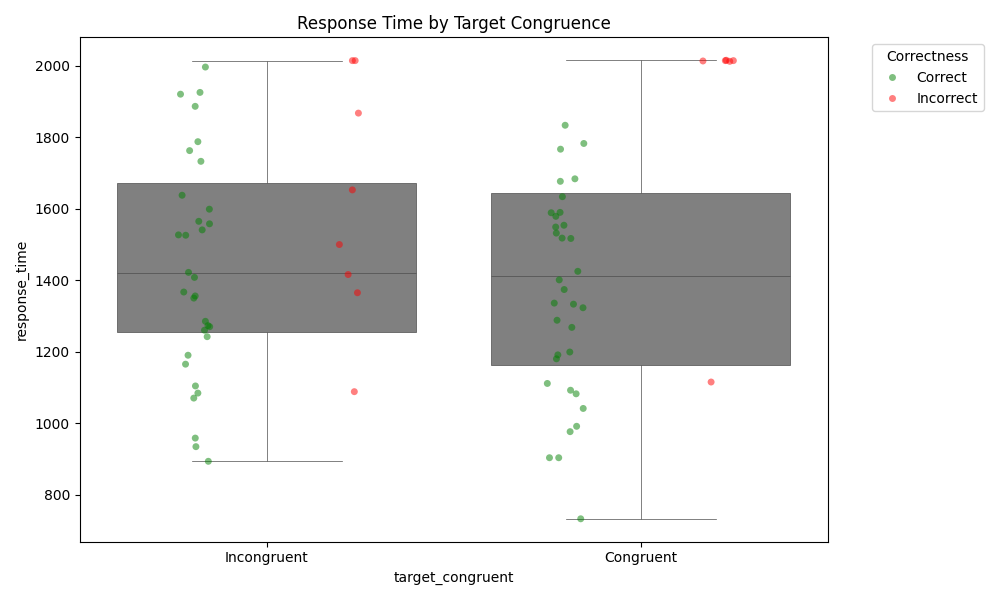 Response Time by Target Congruence
Correctness
Correct
Incorrect
response_time
2000
1800
1600
1400
1200
1000
800
Incongruent
Congruent
target_congruent